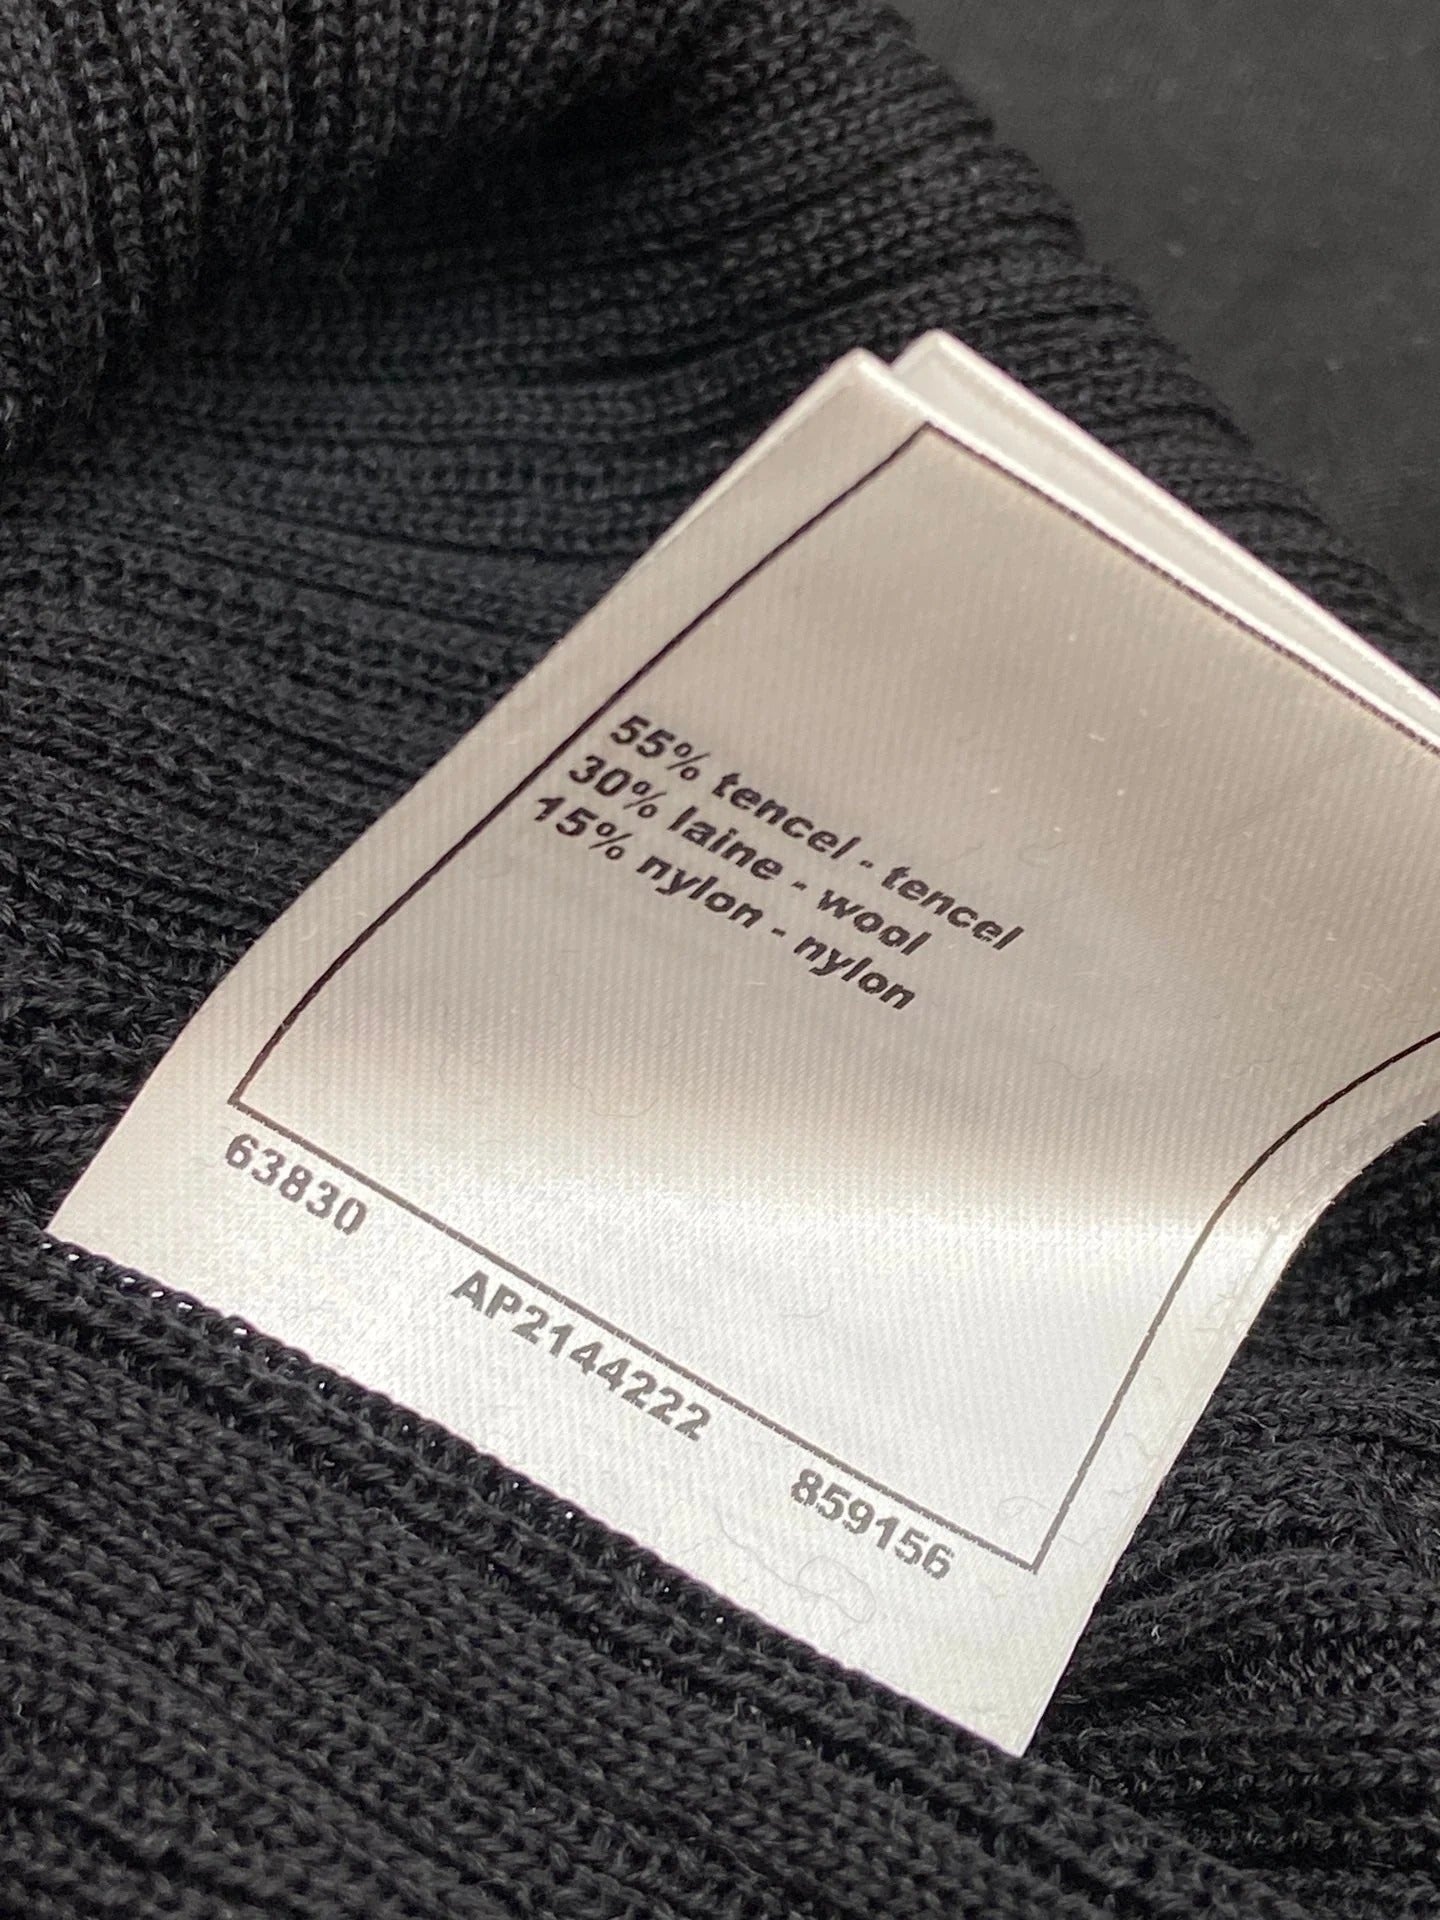 55% tencel - tencel
30% laine - wool
15% nylon - nylon
63830 AP2144222 859156